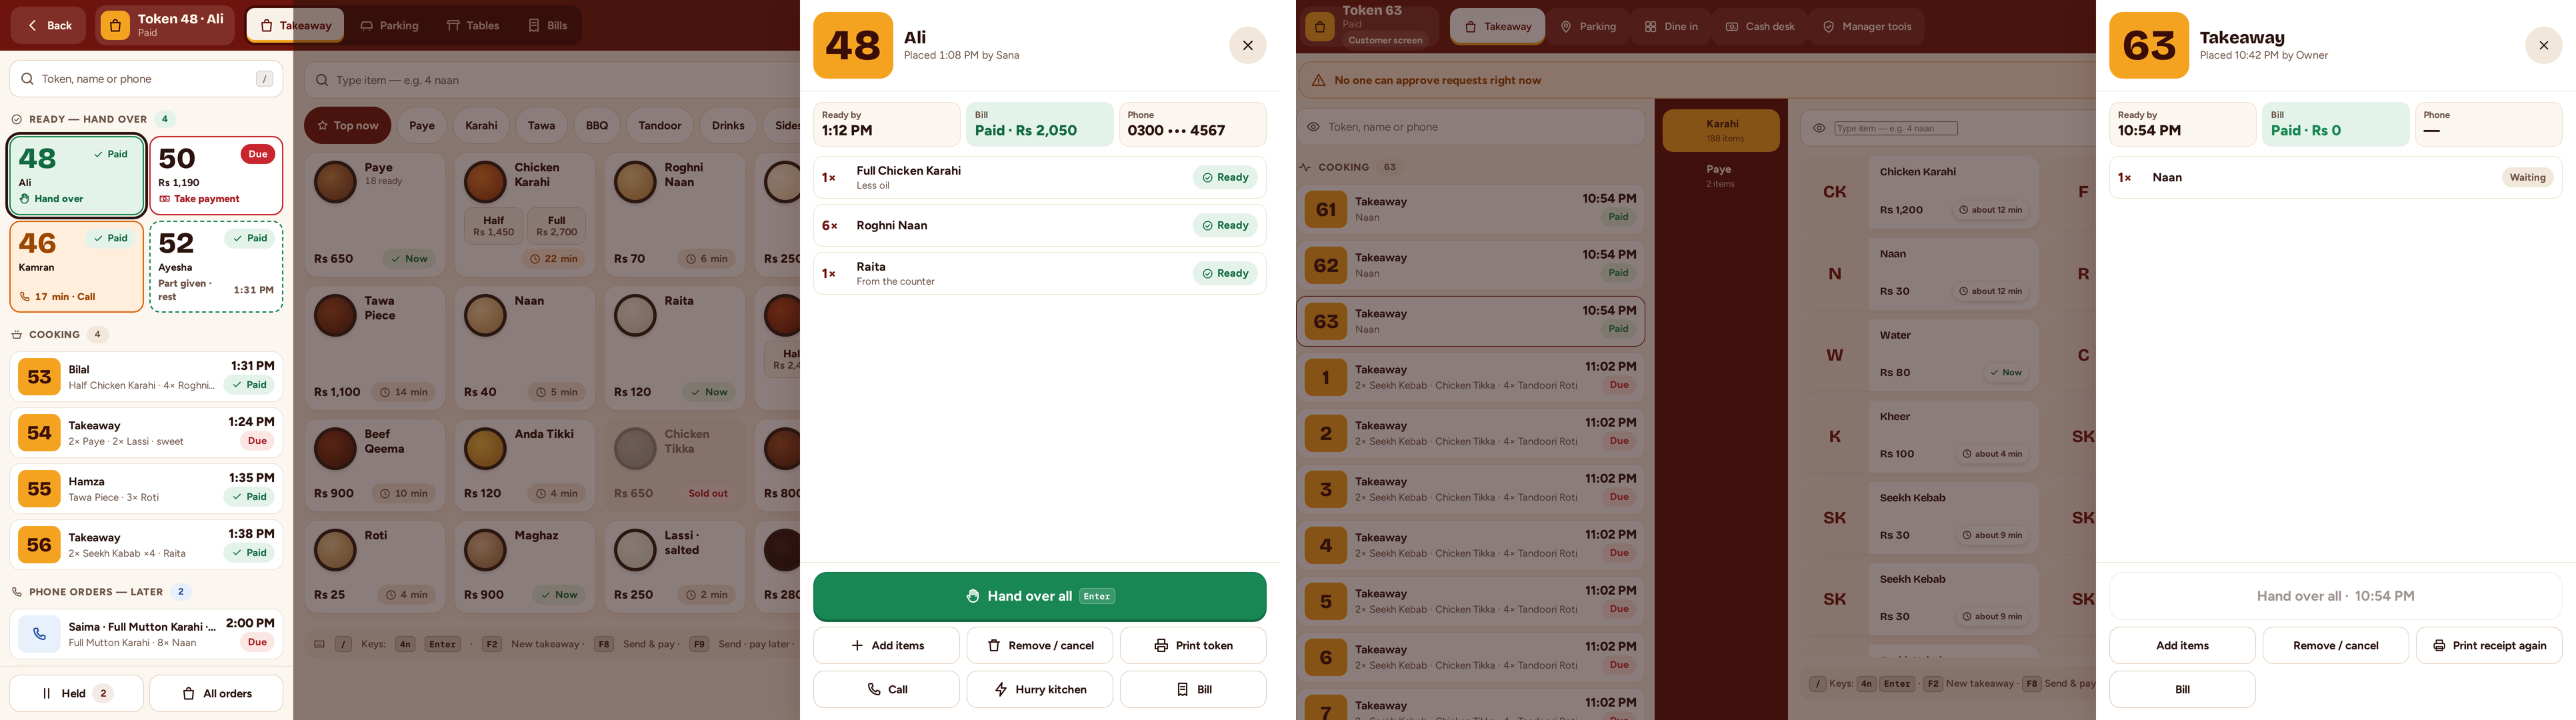 Back
Token 48 · Ali
Paid
Takeaway
Parking
Tables
Bills
Token, name or phone
/
READY — HAND OVER 4
48
Paid
Ali
Hand over
50
Due
Rs 1,190
Take payment
46
Paid
Kamran
17 min · Call
52
Paid
Ayesha
Part given · rest
1:31 PM
COOKING 4
53
Bilal
Half Chicken Karahi · 4× Roghni...
1:31 PM
Paid
54
Takeaway
2× Paye · 2× Lassi · sweet
1:24 PM
Due
55
Hamza
Tawa Piece · 3× Roti
1:35 PM
Paid
56
Takeaway
2× Seekh Kabab ×4 · Raita
1:38 PM
Paid
PHONE ORDERS — LATER 2
Saima · Full Mutton Karahi ·...
Full Mutton Karahi · 8× Naan
2:00 PM
Due
Held 2
All orders
Type item — e.g. 4 naan
Top now
Paye
Karahi
Tawa
BBQ
Tandoor
Drinks
Sides
Paye
18 ready
Rs 650
Now
Chicken Karahi
Half
Rs 1,450
Full
Rs 2,700
22 min
Roghni Naan
Rs 70
6 min
Rs 250
Tawa Piece
Rs 1,100
14 min
Naan
Rs 40
5 min
Raita
Rs 120
Now
Beef Qeema
Rs 900
10 min
Anda Tikki
Rs 120
4 min
Chicken Tikka
Rs 650
Sold out
Rs 800
Roti
Rs 25
4 min
Maghaz
Rs 900
Now
Lassi · salted
Rs 250
2 min
Rs 280
/ Keys: 4n Enter · F2 New takeaway · F8 Send & pay · F9 Send · pay later ·
48
Ali
Placed 1:08 PM by Sana
Ready by
1:12 PM
Bill
Paid · Rs 2,050
Phone
0300 ••• 4567
1×
Full Chicken Karahi
Less oil
Ready
6×
Roghni Naan
Ready
1×
Raita
From the counter
Ready
Hand over all Enter
Add items
Remove / cancel
Print token
Call
Hurry kitchen
Bill
Token 63
Paid
Customer screen
Takeaway
Parking
Dine in
Cash desk
Manager tools
No one can approve requests right now
Token, name or phone
COOKING 63
61
Takeaway
Naan
10:54 PM
Paid
62
Takeaway
Naan
10:54 PM
Paid
63
Takeaway
Naan
10:54 PM
Paid
1
Takeaway
2× Seekh Kebab · Chicken Tikka · 4× Tandoori Roti
11:02 PM
Due
2
Takeaway
2× Seekh Kebab · Chicken Tikka · 4× Tandoori Roti
11:02 PM
Due
3
Takeaway
2× Seekh Kebab · Chicken Tikka · 4× Tandoori Roti
11:02 PM
Due
4
Takeaway
2× Seekh Kebab · Chicken Tikka · 4× Tandoori Roti
11:02 PM
Due
5
Takeaway
2× Seekh Kebab · Chicken Tikka · 4× Tandoori Roti
11:02 PM
Due
6
Takeaway
2× Seekh Kebab · Chicken Tikka · 4× Tandoori Roti
11:02 PM
Due
7
Takeaway
11:02 PM
Karahi
188 items
Paye
2 items
Type item — e.g. 4 naan
CK
Chicken Karahi
Rs 1,200
about 12 min
F
N
Naan
Rs 30
about 12 min
R
W
Water
Rs 80
Now
C
K
Kheer
Rs 100
about 4 min
SK
SK
Seekh Kebab
Rs 30
about 9 min
SK
SK
Seekh Kebab
Rs 30
about 9 min
SK
/ Keys: 4n Enter · F2 New takeaway · F8 Send & pay
63
Takeaway
Placed 10:42 PM by Owner
Ready by
10:54 PM
Bill
Paid · Rs 0
Phone
—
1×
Naan
Waiting
Hand over all · 10:54 PM
Add items
Remove / cancel
Print receipt again
Bill